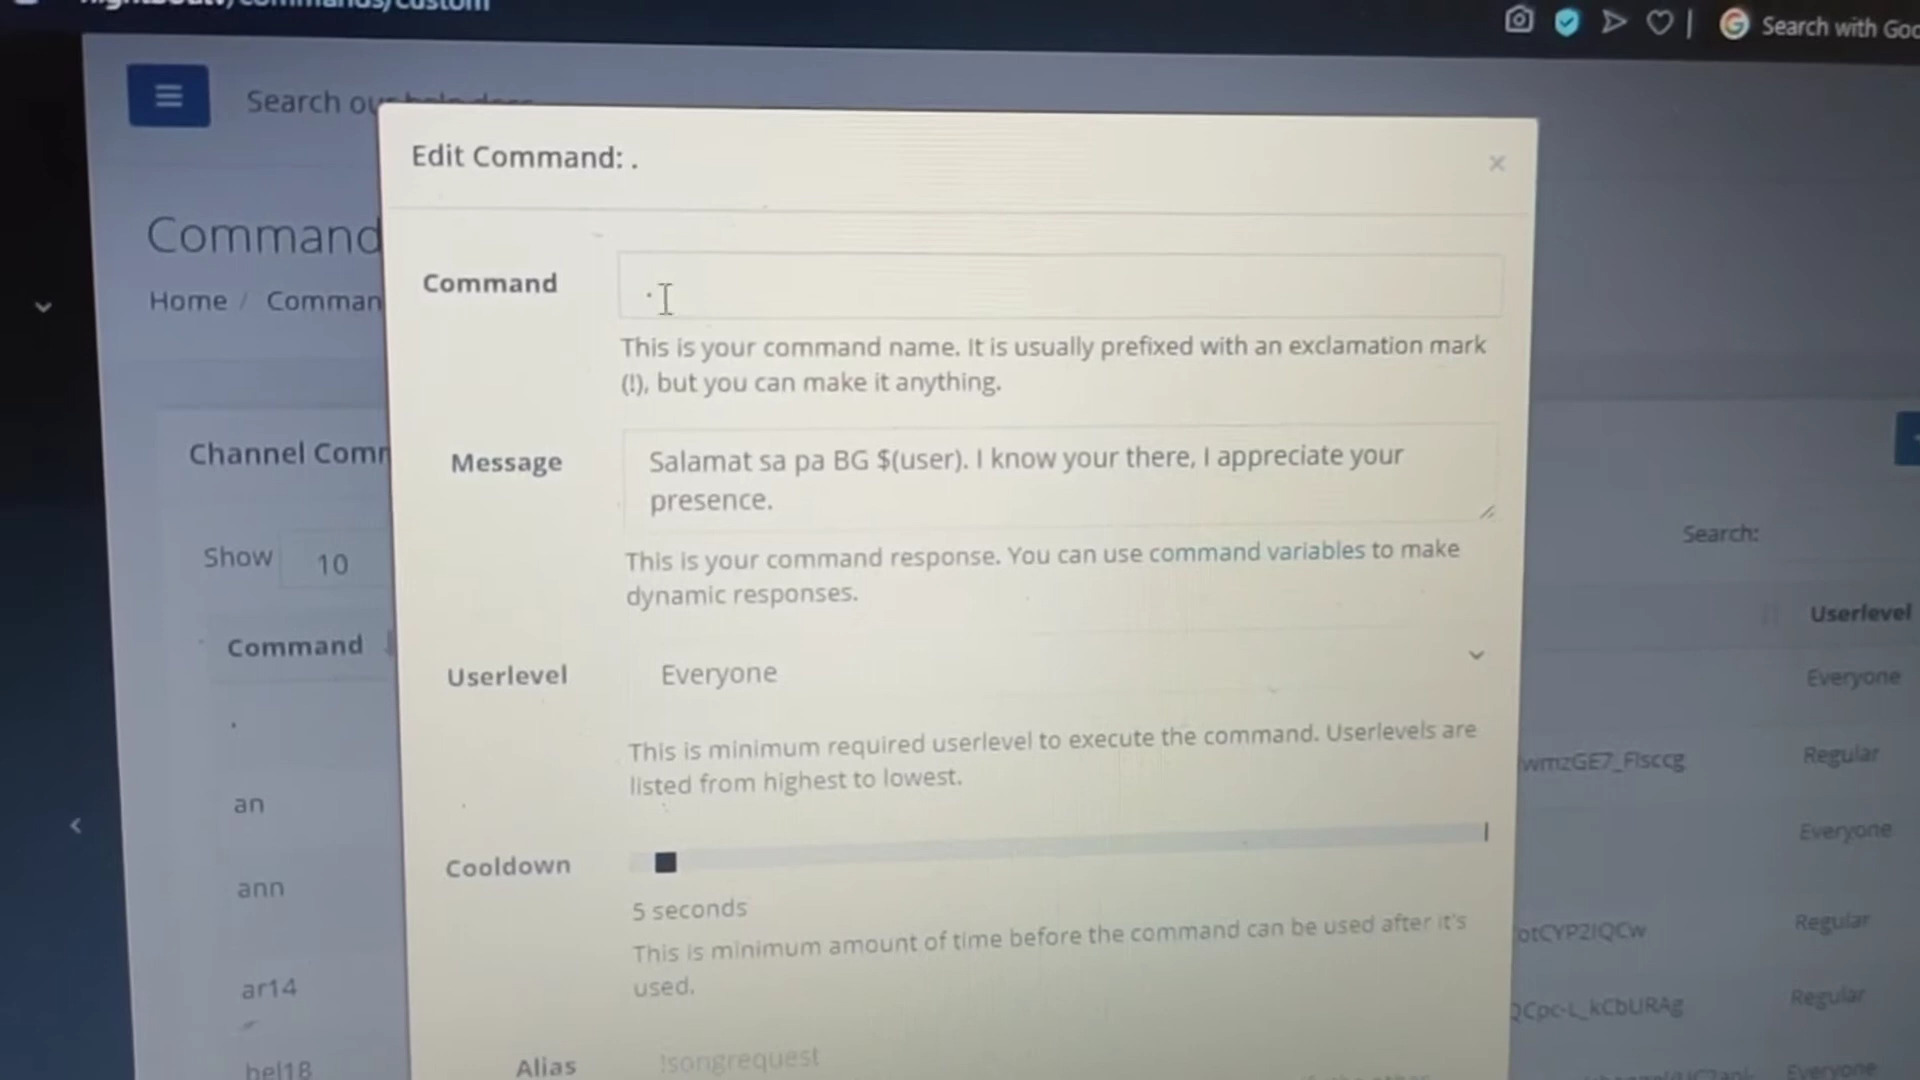 Search with
Search our
Edit Command: .
×
Command
Home / Comman
Command
.
This is your command name. It is usually prefixed with an exclamation mark
(!), but you can make it anything.
Channel Comm
Message
Salamat sa pa BG $(user). I know your there, I appreciate your
presence.
This is your command response. You can use command variables to make
dynamic responses.
Show 10
Search:
Command
Userlevel
Userlevel
Everyone
This is minimum required userlevel to execute the command. Userlevels are
listed from highest to lowest.
.
Everyone
an
Regular
ann
Everyone
Cooldown
5 seconds
This is minimum amount of time before the command can be used after it's
used.
ar14
otCYP2IQCw
Regular
QCpc-L_kCbURAg
Regular
bel18
Alias
!songrequest
Everyone